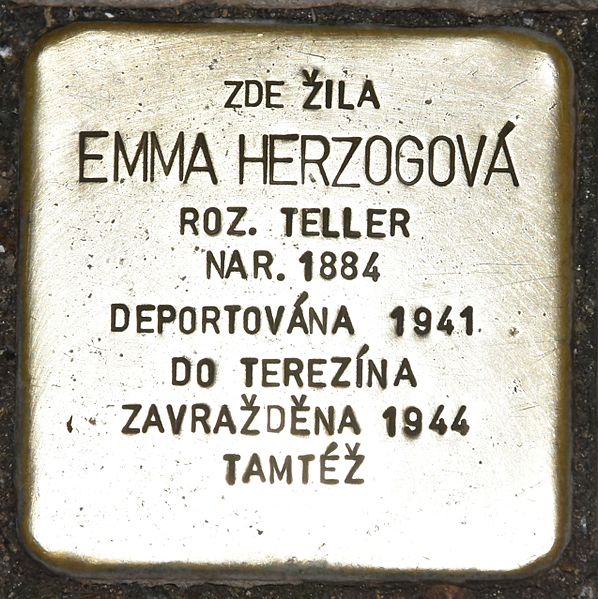 ZDE ŽILA
EMMA HERZOGOVÁ
ROZ. TELLER
NAR. 1884
DEPORTOVÁNA 1941
DO TEREZÍNA
ZAVRAŽDĚNA 1944
TAMTÉŽ